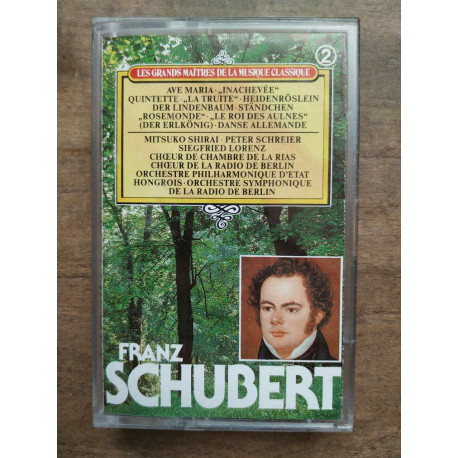 LES GRANDS MAÎTRES DE LA MUSIQUE CLASSIQUE
2
AVE MARIA · „INACHEVÉE“
QUINTETTE · „LA TRUITE“ · HEIDENRÖSLEIN
DER LINDENBAUM · STÄNDCHEN
„ROSEMONDE“ · „LE ROI DES AULNES“
(DER ERLKÖNIG) · DANSE ALLEMANDE
MITSUKO SHIRAI · PETER SCHREIER
SIEGFRIED LORENZ
CHŒUR DE CHAMBRE DE LA RIAS
CHŒUR DE LA RADIO DE BERLIN
ORCHESTRE PHILHARMONIQUE D'ETAT
HONGROIS · ORCHESTRE SYMPHONIQUE
DE LA RADIO DE BERLIN
FRANZ
SCHUBERT